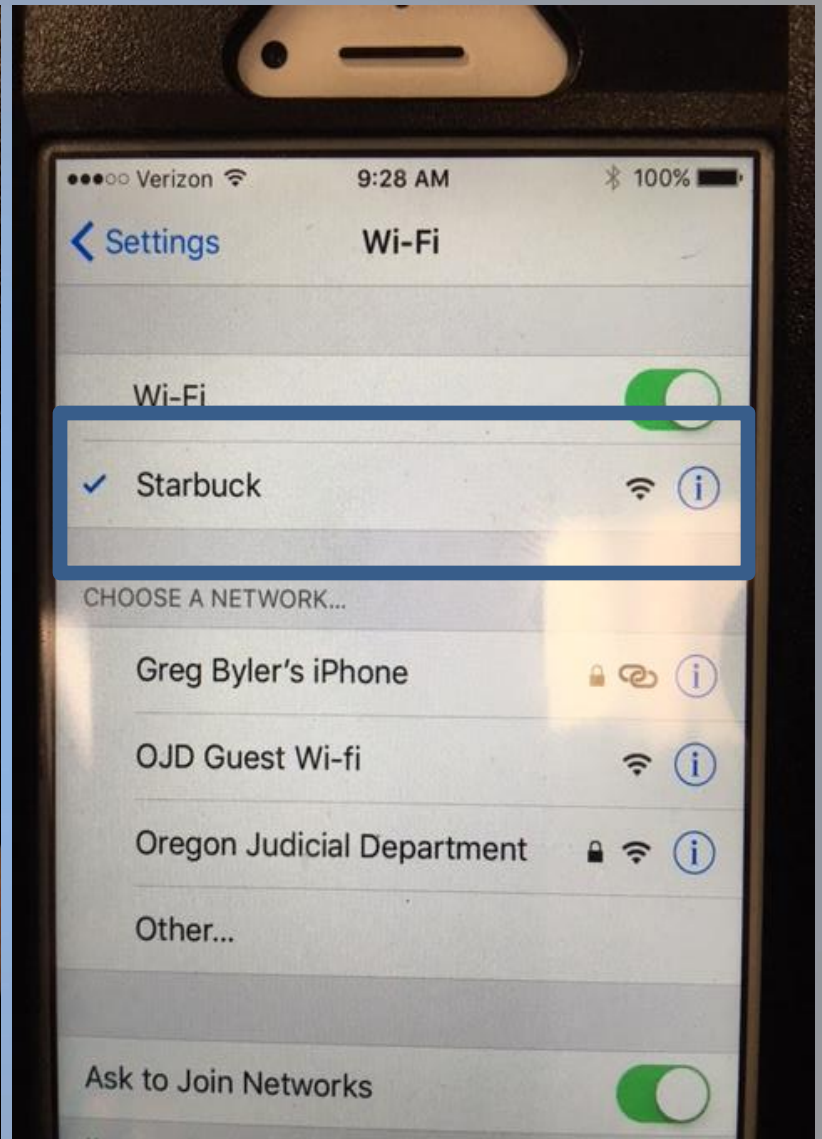 ●●●○○ Verizon 9:28 AM 100%
Settings Wi-Fi
Wi-Fi
Starbuck
CHOOSE A NETWORK...
Greg Byler's iPhone
OJD Guest Wi-fi
Oregon Judicial Department
Other...
Ask to Join Networks